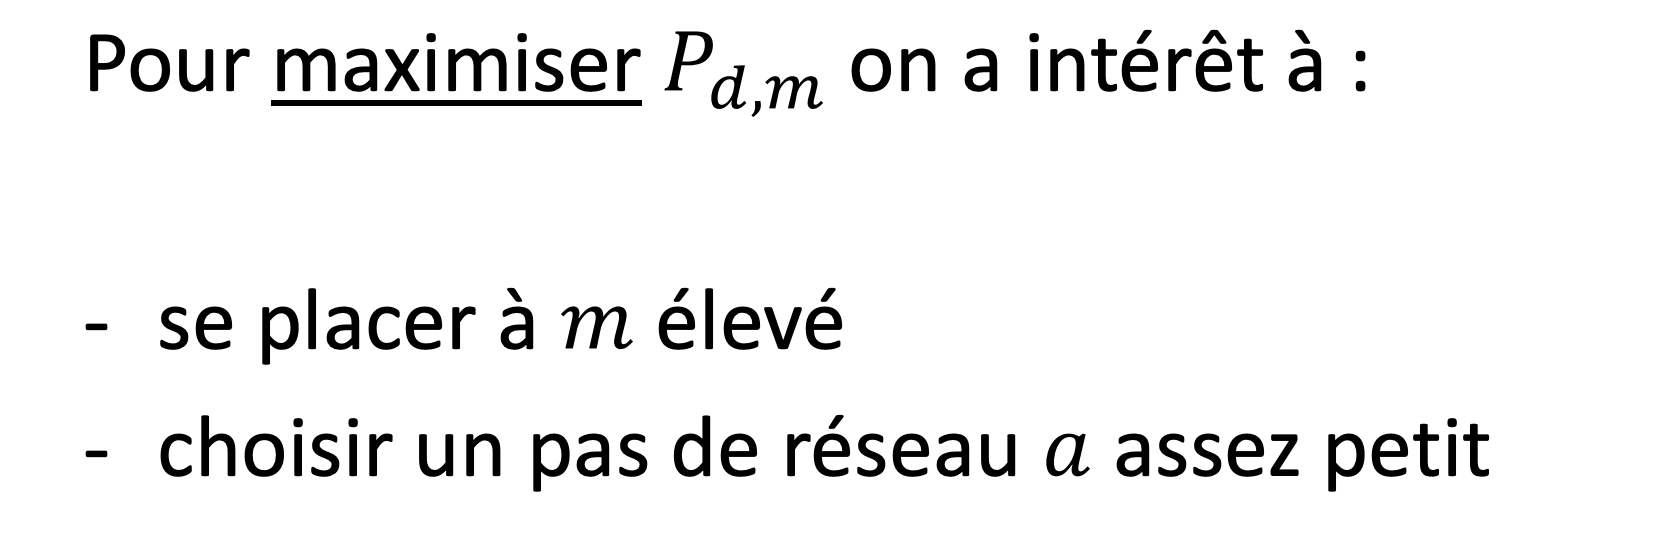 Pour maximiser $P_{d,m}$ on a intérêt à :
- se placer à $m$ élevé
- choisir un pas de réseau $a$ assez petit